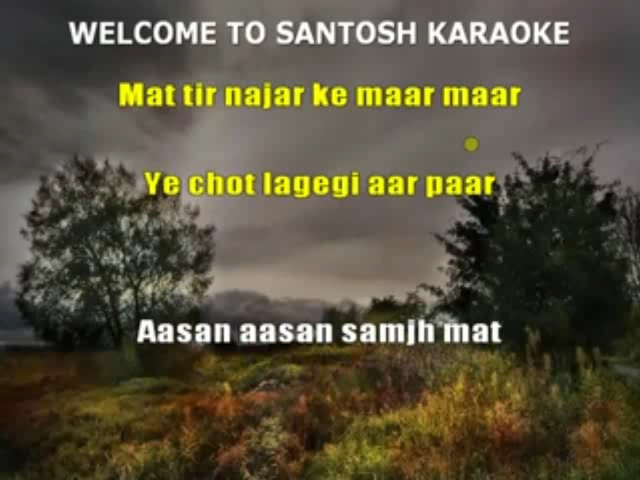 WELCOME TO SANTOSH KARAOKE
Mat tir najar ke maar maar
Ye chot lagegi aar paar
Aasan aasan samjh mat